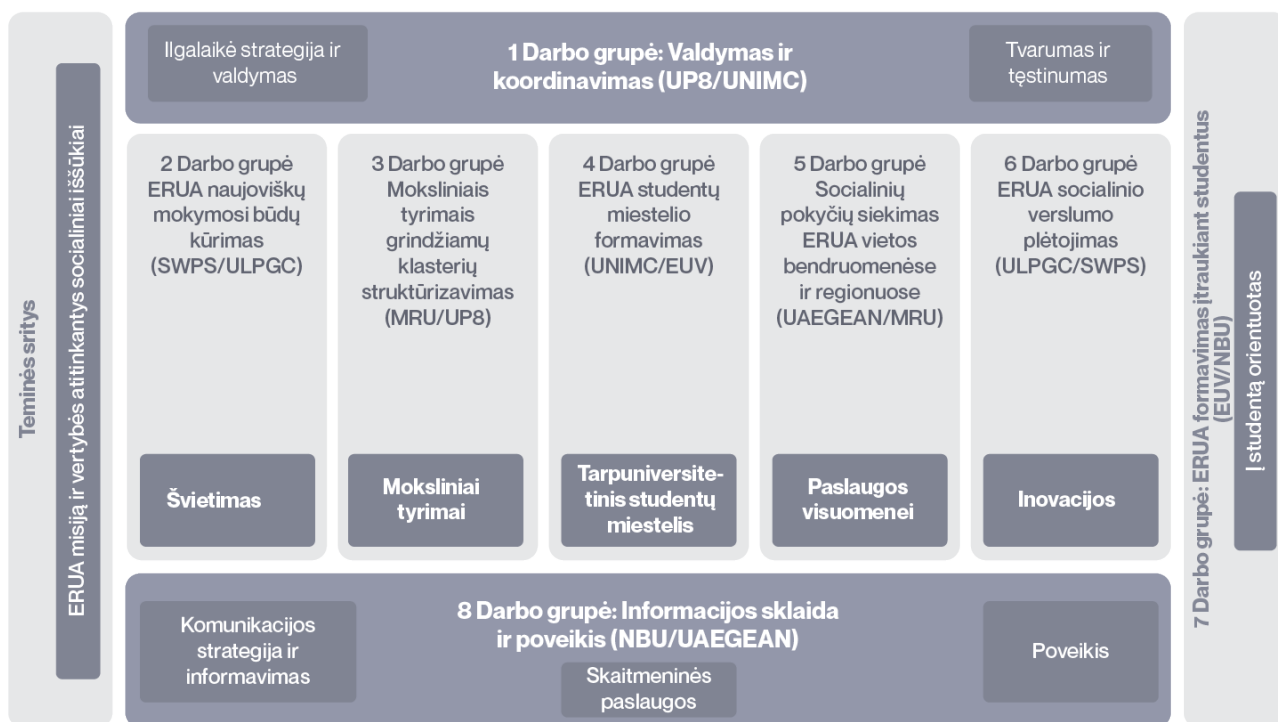 Teminės sritys
ERUA misiją ir vertybės atitinkantys socialiniai iššūkiai
Ilgalaikė strategija ir
valdymas
1 Darbo grupė: Valdymas ir
koordinavimas (UP8/UNIMC)
Tvarumas ir
tęstinumas
2 Darbo grupė
ERUA naujoviškų
mokymosi būdų
kūrimas
(SWPS/ULPGC)
Švietimas
3 Darbo grupė
Moksliniais
tyrimais
grindžiamų
klasterių
struktūrizavimas
(MRU/UP8)
Moksliniai
tyrimai
4 Darbo grupė
ERUA studentų
miestelio
formavimas
(UNIMC/EUV)
Tarpuniversite-
tinis studentų
miestelis
5 Darbo grupė
Socialinių
pokyčių siekimas
ERUA vietos
bendruomenėse
ir regionuose
(UAEGEAN/MRU)
Paslaugos
visuomenei
6 Darbo grupė
ERUA socialinio
verslumo
plėtojimas
(ULPGC/SWPS)
Inovacijos
7 Darbo grupė: ERUA formavimas įtraukiant studentus
(EUV/NBU)
Į studentą orientuotas
Komunikacijos
strategija ir
informavimas
8 Darbo grupė: Informacijos sklaida
ir poveikis (NBU/UAEGEAN)
Skaitmeninės
paslaugos
Poveikis